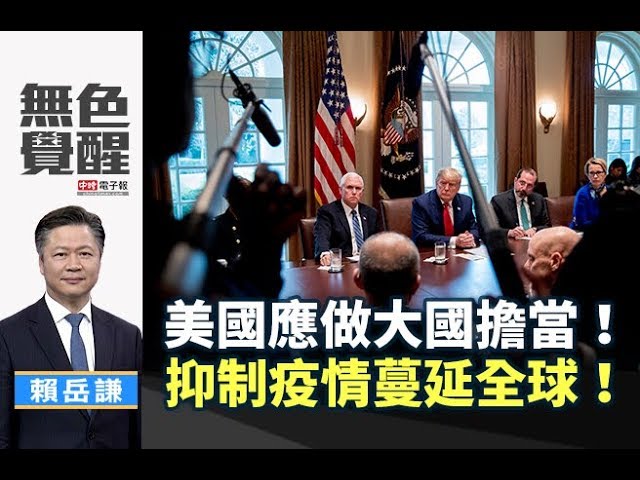 無色
覺醒
中時 電子報
賴岳謙
美國應做大國擔當！
抑制疫情蔓延全球！